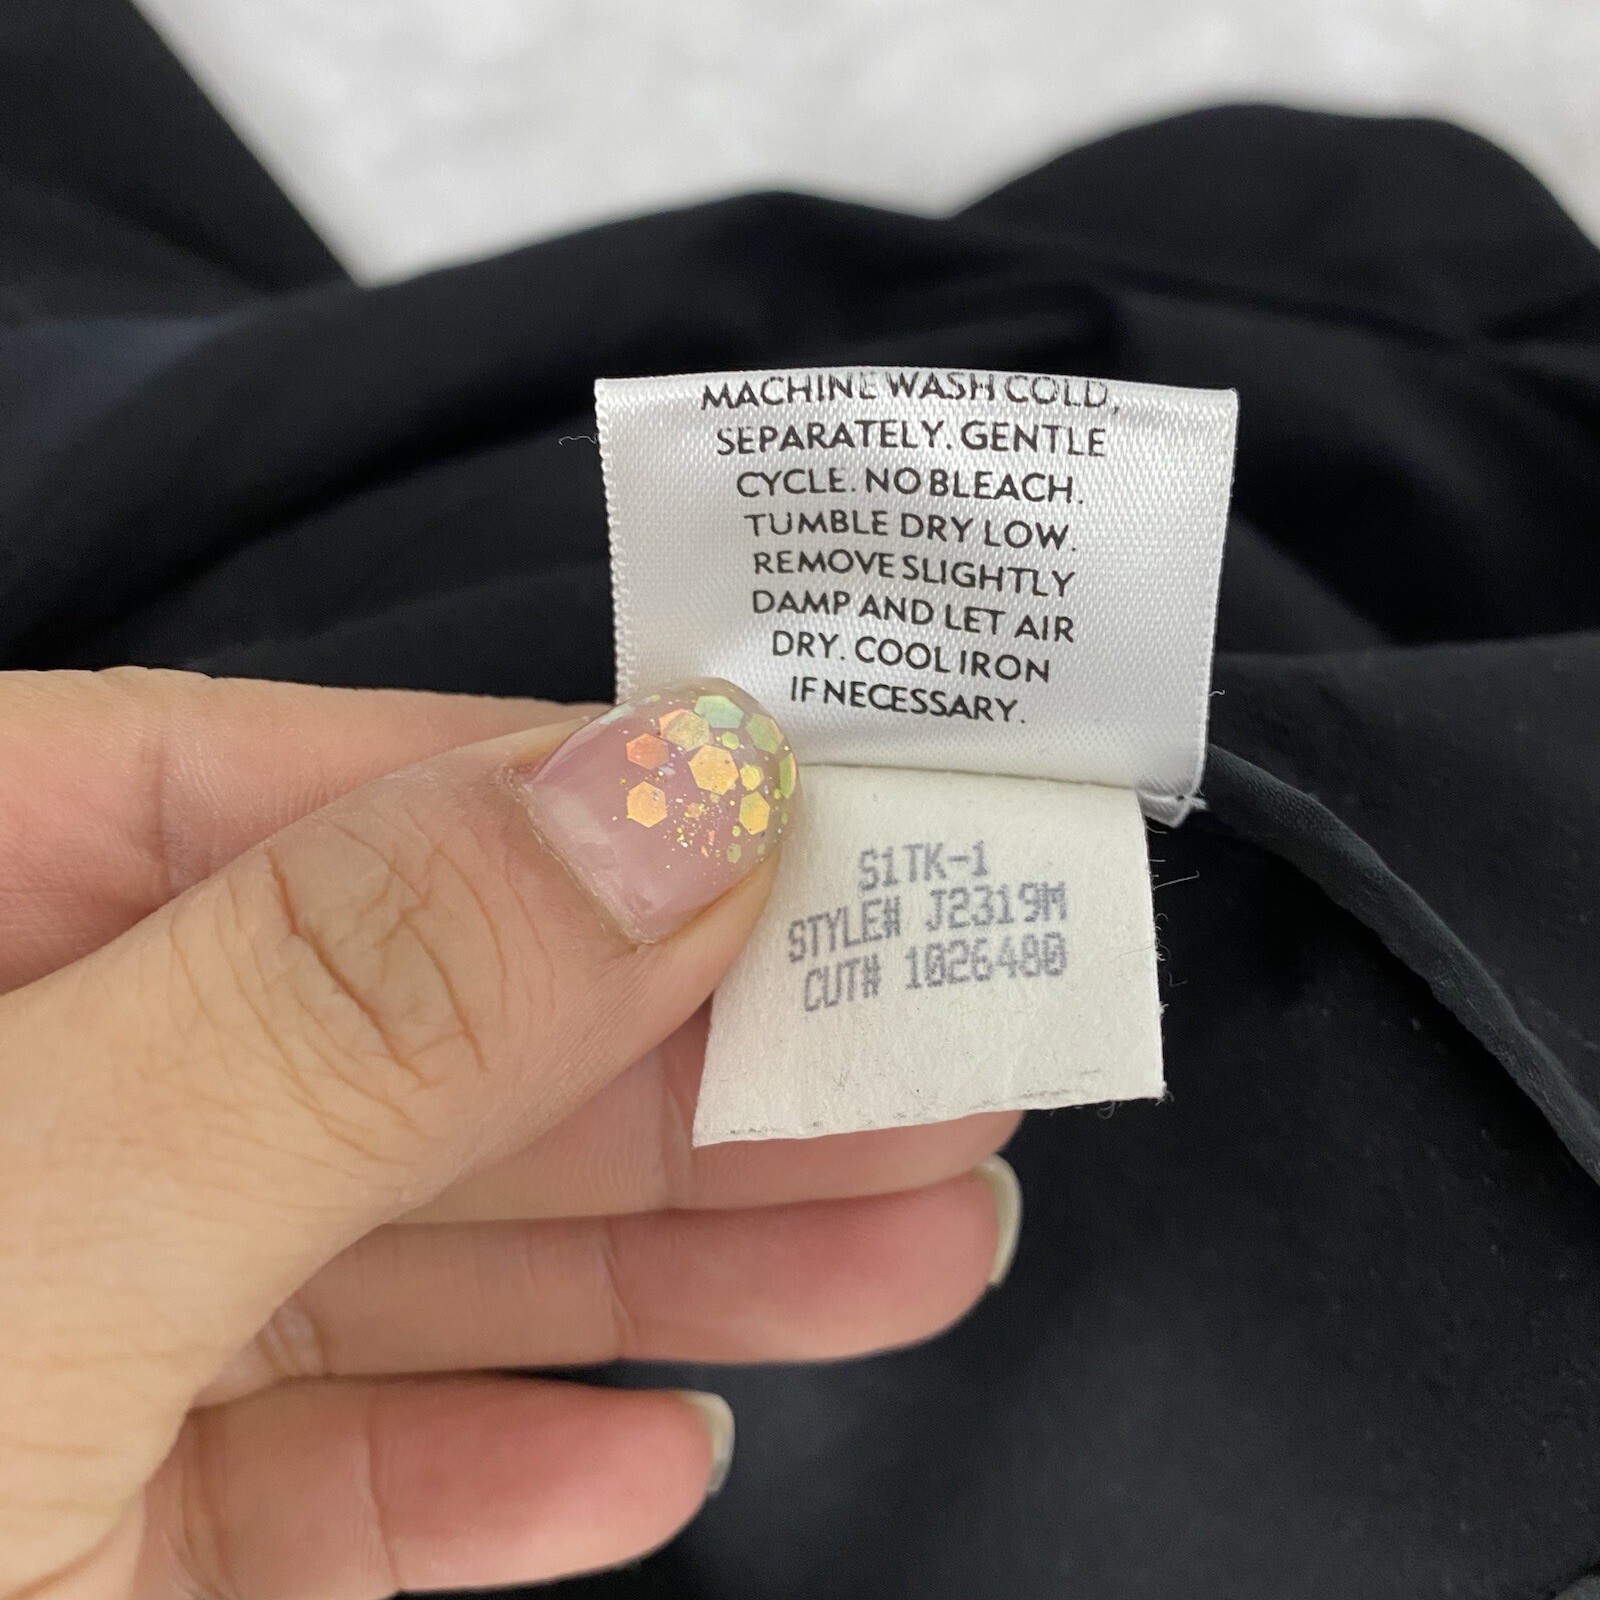 MACHINE WASH COLD,
SEPARATELY. GENTLE
CYCLE. NO BLEACH.
TUMBLE DRY LOW.
REMOVE SLIGHTLY
DAMP AND LET AIR
DRY. COOL IRON
IF NECESSARY.
S1TK-1
STYLE# J2319M
CUT# 1026480